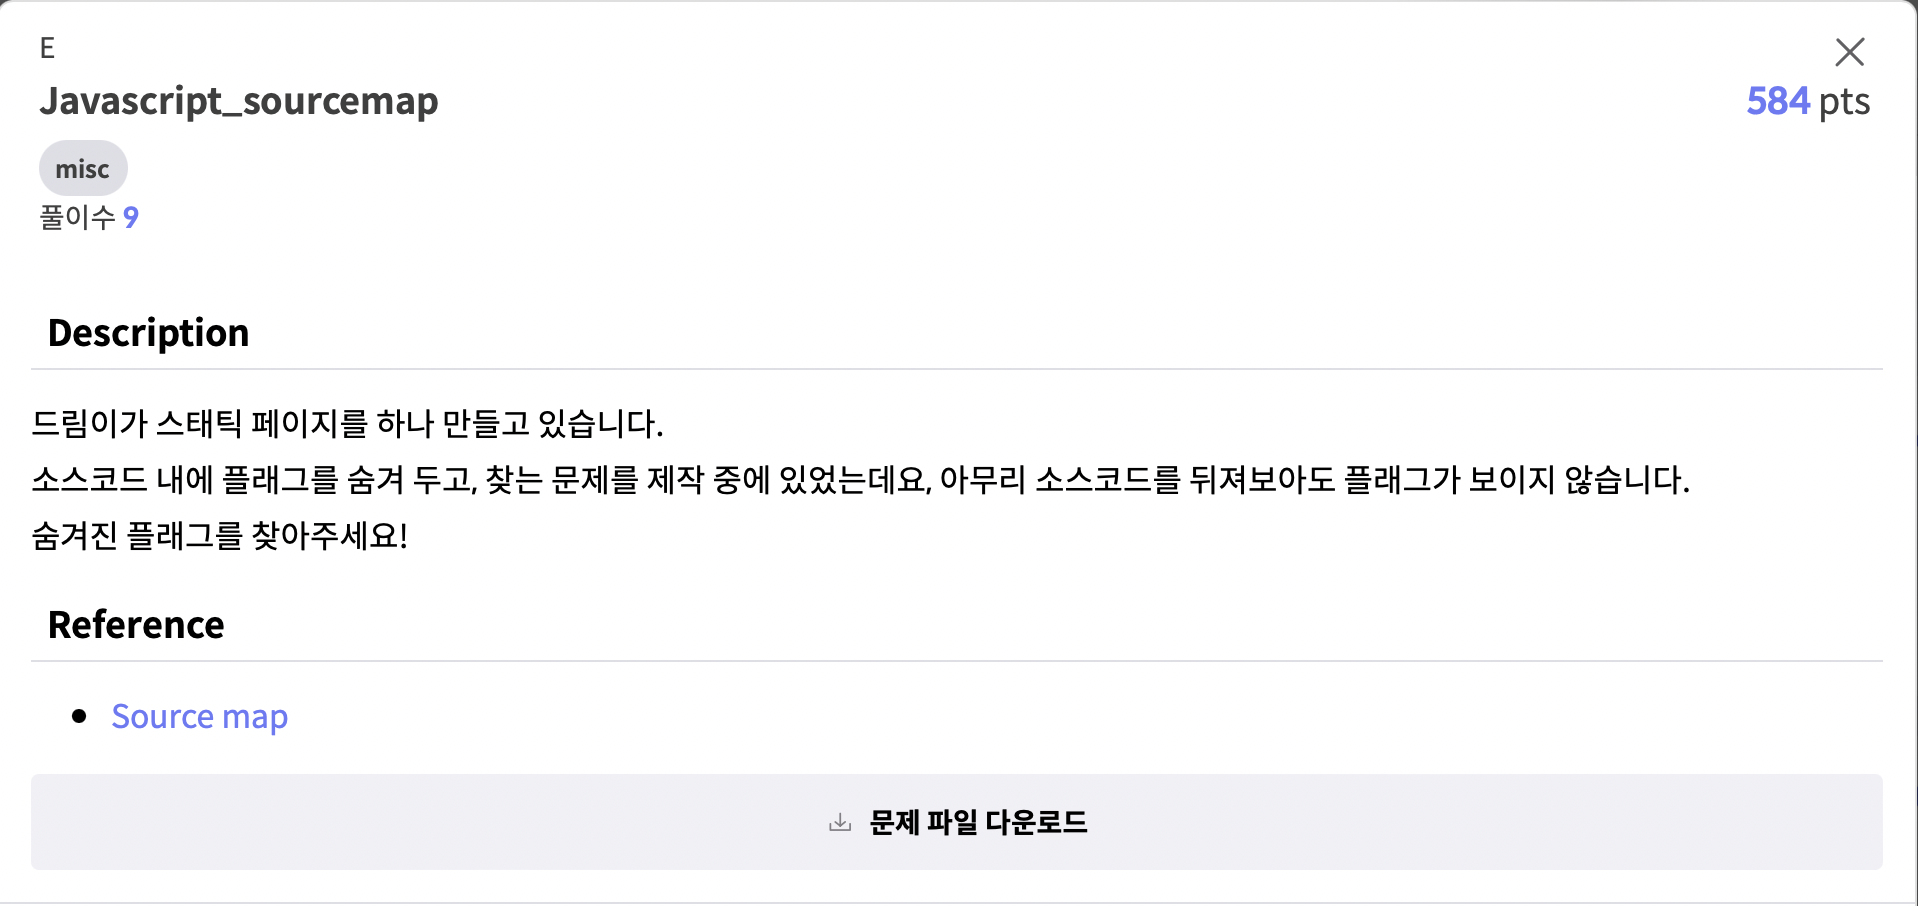 E
Javascript_sourcemap
584 pts
misc
풀이수 9
Description
드림이가 스태틱 페이지를 하나 만들고 있습니다.
소스코드 내에 플래그를 숨겨 두고, 찾는 문제를 제작 중에 있었는데요, 아무리 소스코드를 뒤져보아도 플래그가 보이지 않습니다.
숨겨진 플래그를 찾아주세요!
Reference
Source map
문제 파일 다운로드